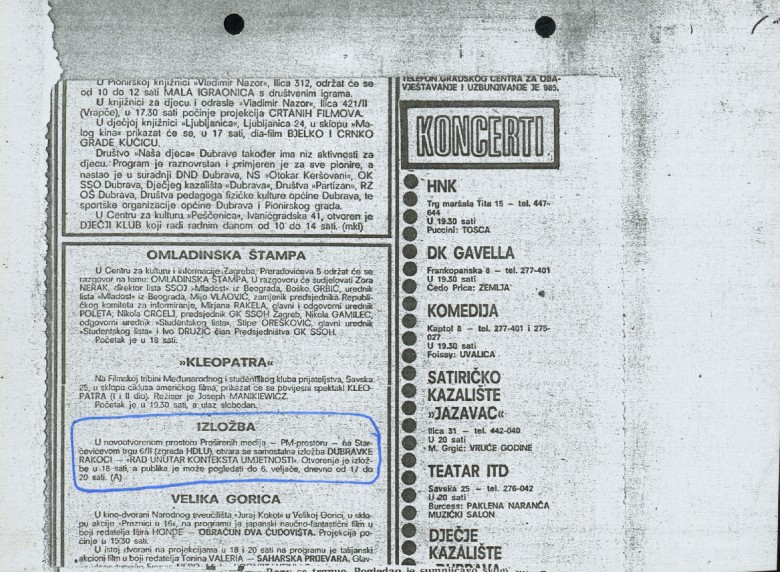 U Pionirskoj knjižnici »Vladimir Nazor«, Ilica 312, održat će se
od 10 do 12 sati MALA IGRAONICA s društvenim igrama.
U knjižnici za djecu i odrasle »Vladimir Nazor«, Ilica 421/II
(Vrapče), u 17.30 sati počinje projekcija CRTANIH FILMOVA.
U dječjoj knjižnici »Ljubljanica«, Ljubljanica 24, u sklopu »Ma-
log kina« prikazat će se, u 17 sati, dia-film BJELKO I CRNKO
GRADE KUĆICU.
Društvo »Naša djeca« Dubrave također ima niz aktivnosti za
djecu. Program je raznovrstan i primjeren je za sve pionire, a
nastao je u suradnji DND Dubrava, NS »Otokar Keršovani«, OK
SSO Dubrava, Dječjeg kazališta »Dubrava«, Društva »Partizan«, RZ
OŠ Dubrava, Društva pedagoga fizičke kulture općine Dubrava, te
sportske organizacije općine Dubrava i Pionirskog grada.
U Centru za kulturu »Peščenica«, Ivanićgradska 41, otvoren je
DJEČJI KLUB koji radi radnim danom od 10 do 14 sati. (mkl)
OMLADINSKA ŠTAMPA
U Centru za kulturu i informacije Zagreba, Preradovićeva 5 održat će se
razgovor na temu: OMLADINSKA ŠTAMPA. U razgovoru će sudjelovati Zora
NERAK, direktor lista SSOJ »Mladost« iz Beograda, Boško GRBIĆ, urednik
lista »Mladost« iz Beograda, Mijo VLAOVIĆ, zamjenik predsjednika Republi-
čkog komiteta za informiranje, Mirjana RAKELA, glavni i odgovorni urednik
POLETA, Nikola CRČELJ, predsjednik GK SSOH Zagreb, Nikola GAMILEC,
odgovorni urednik »Studentskog lista«, Stipe OREŠKOVIĆ, glavni urednik
»Studentskog lista« i Ivo DRUŽIĆ član Predsjedništva GK SSOH.
Početak je u 18 sati.
»KLEOPATRA«
Na Filmskoj tribini Međunarodnog i studentskog kluba prijateljstva, Savska
25, u sklopu ciklusa američkog filma, prikazat će se povijesni spektakl KLEO-
PATRA (I i II dio). Režiser je Joseph MANIKIEWICZ.
Početak je u 19.30 sati, a ulaz slobodan.
IZLOŽBA
U novootvorenom prostoru Proširenih medija — PM-prostoru — na Star-
čevićevom trgu 6/II (zgrada HDLU), otvara se samostalna izložba DUBRAVKE
RAKOCI — »RAD UNUTAR KONTEKSTA UMJETNOSTI«. Otvorenje je izlož-
be u 18 sati, a publika je može pogledati do 6. veljače, dnevno od 17 do
20 sati. (A)
VELIKA GORICA
U kino-dvorani Narodnog sveučilišta »Juraj Kokot« u Velikoj Gorici, u sklo-
pu akcije »Praznici u 16«, na programu je japanski naučno-fantastični film u
boji redatelja Išira HONDE — OBRAČUN DVA ČUDOVIŠTA. Projekcija po-
činje u 15.30 sati.
U istoj dvorani na projekcijama u 18 i 20 sati na programu je talijanski
akcioni film u boji redatelja Tonina VALERIA — SAHARSKA PRIJEVARA. Glav-
TELEFON GRADSKOG CENTRA ZA OBA-
VJEŠTAVANJE I UZBUNJIVANJE JE 985.
KONCERTI
HNK
Trg maršala Tita 15 — tel. 447-
644
U 19.30 sati
Puccini: TOSCA
DK GAVELLA
Frankopanska 8 — tel. 277-401
U 19.30 sati
Čedo Prica: ZEMLJA
KOMEDIJA
Kaptol 8 — tel. 277-401 i 275-
027
U 19.30 sati
Foissy: UVALICA
SATIRIČKO
KAZALIŠTE
»JAZAVAC«
Ilica 31 — tel. 442-040
U 20 sati
M. Grgić: VRUĆE GODINE
TEATAR ITD
Savska 25 — tel. 276-042
U 20 sati
Burgess: PAKLENA NARANČA
MUZIČKI SALON
DJEČJE
KAZALIŠTE